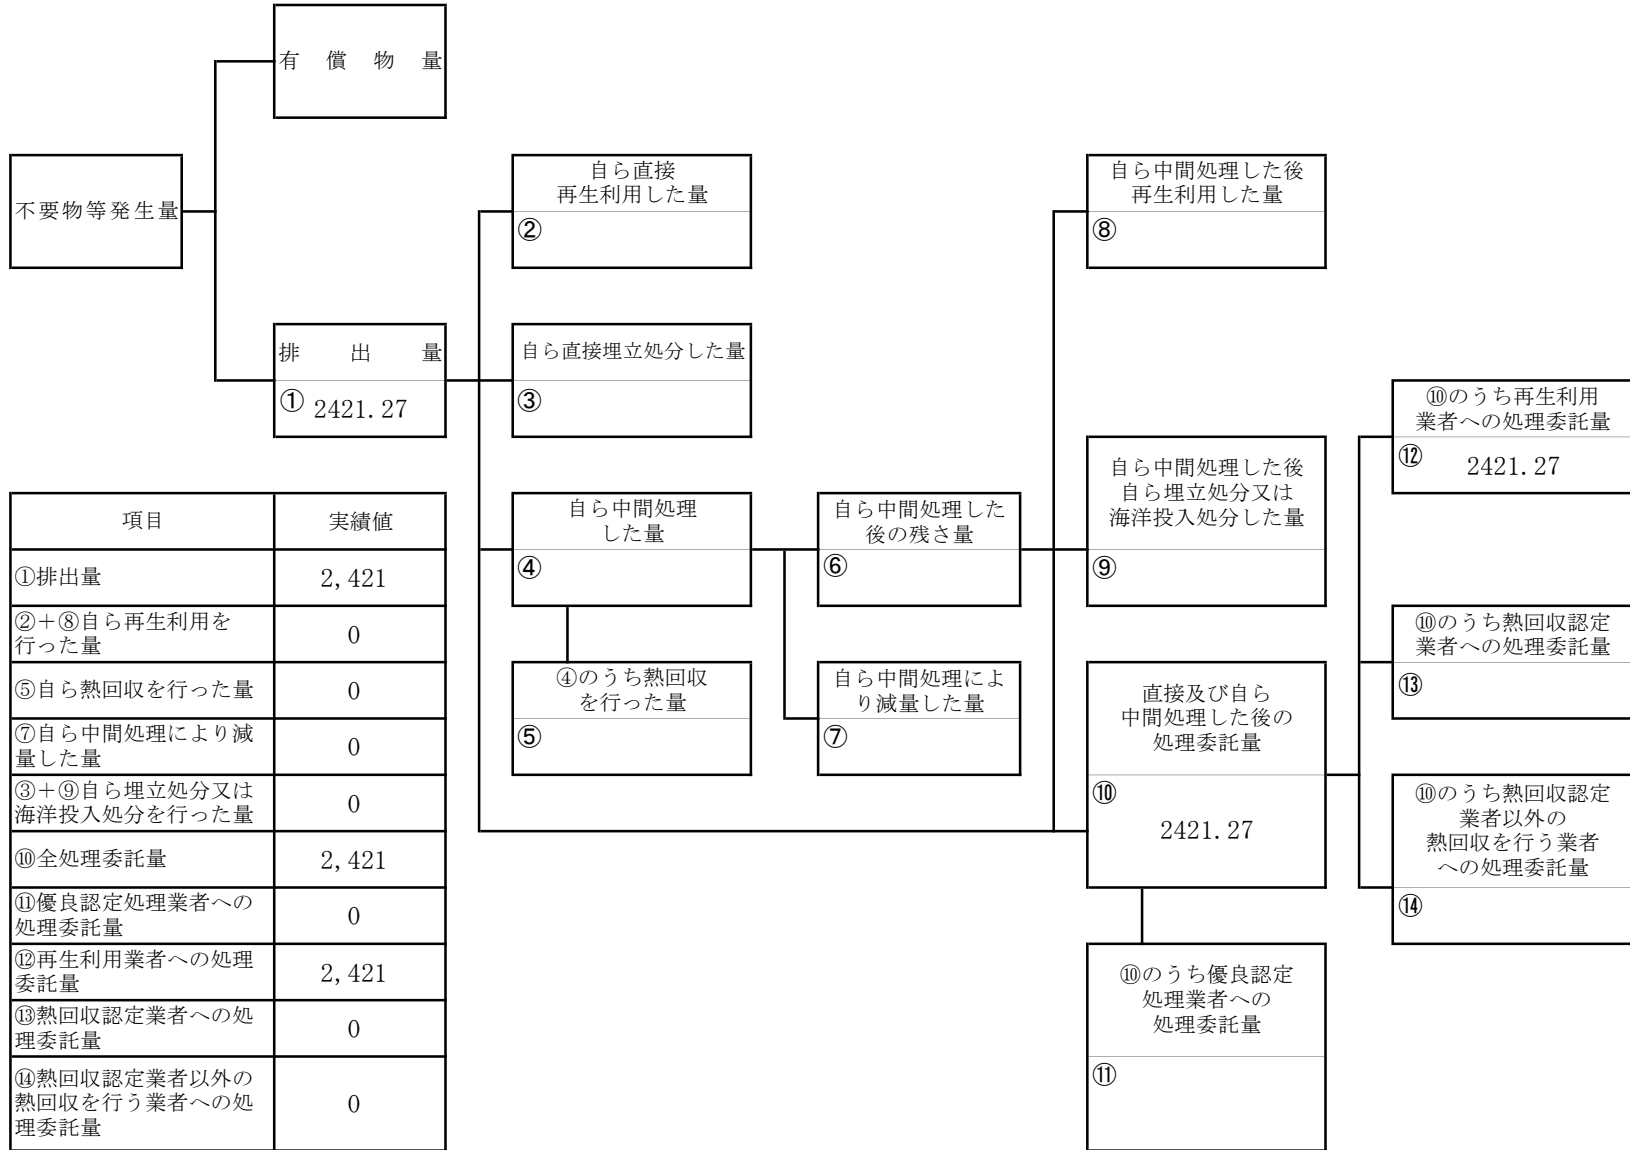 有償物量
不要物等発生量
排出量
① 2421.27
自ら直接
再生利用した量
②
自ら直接埋立処分した量
③
自ら中間処理
した量
④
④のうち熱回収
を行った量
⑤
自ら中間処理した
後の残さ量
⑥
自ら中間処理によ
り減量した量
⑦
自ら中間処理した後
再生利用した量
⑧
自ら中間処理した後
自ら埋立処分又は
海洋投入処分した量
⑨
直接及び自ら
中間処理した後の
処理委託量
⑩
2421.27
⑩のうち優良認定
処理業者への
処理委託量
⑪
⑩のうち再生利用
業者への処理委託量
⑫ 2421.27
⑩のうち熱回収認定
業者への処理委託量
⑬
⑩のうち熱回収認定
業者以外の
熱回収を行う業者
への処理委託量
⑭
項目 実績値
①排出量 2,421
②＋⑧自ら再生利用を
行った量 0
⑤自ら熱回収を行った量 0
⑦自ら中間処理により減
量した量 0
③＋⑨自ら埋立処分又は
海洋投入処分を行った量 0
⑩全処理委託量 2,421
⑪優良認定処理業者への
処理委託量 0
⑫再生利用業者への処理
委託量 2,421
⑬熱回収認定業者への処
理委託量 0
⑭熱回収認定業者以外の
熱回収を行う業者への処
理委託量 0